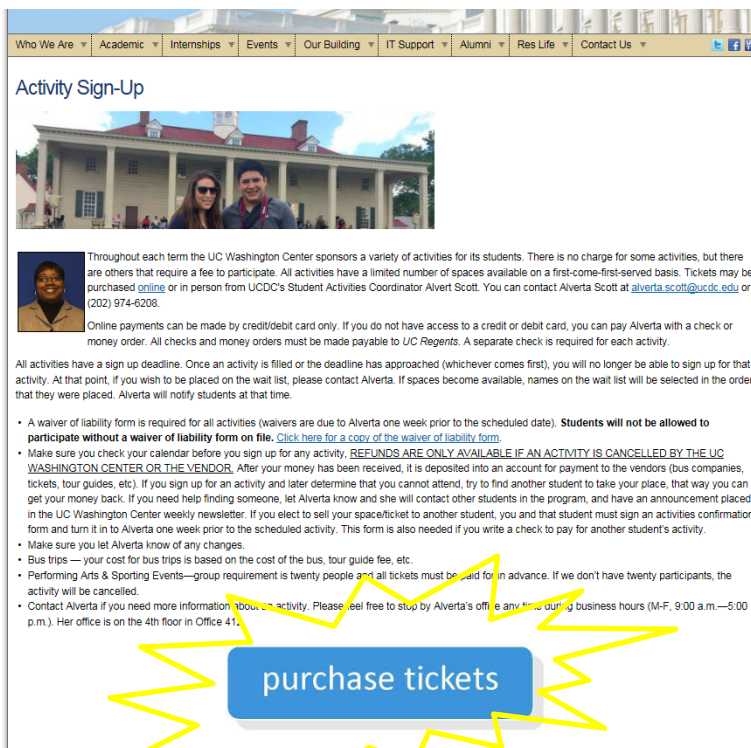 Who We Are Academic Internships Events Our Building IT Support Alumni Res Life Contact Us
Activity Sign-Up
Throughout each term the UC Washington Center sponsors a variety of activities for its students. There is no charge for some activities, but there
are others that require a fee to participate. All activities have a limited number of spaces available on a first-come-first-served basis. Tickets may be
purchased online or in person from UCDC's Student Activities Coordinator Alvert Scott. You can contact Alverta Scott at alverta.scott@ucdc.edu or
(202) 974-6208.
Online payments can be made by credit/debit card only. If you do not have access to a credit or debit card, you can pay Alverta with a check or
money order. All checks and money orders must be made payable to UC Regents. A separate check is required for each activity.
All activities have a sign up deadline. Once an activity is filled or the deadline has approached (whichever comes first), you will no longer be able to sign up for that
activity. At that point, if you wish to be placed on the wait list, please contact Alverta. If spaces become available, names on the wait list will be selected in the order
that they were placed. Alverta will notify students at that time.
• A waiver of liability form is required for all activities (waivers are due to Alverta one week prior to the scheduled date). Students will not be allowed to
participate without a waiver of liability form on file. Click here for a copy of the waiver of liability form.
• Make sure you check your calendar before you sign up for any activity, REFUNDS ARE ONLY AVAILABLE IF AN ACTIVITY IS CANCELLED BY THE UC
WASHINGTON CENTER OR THE VENDOR. After your money has been received, it is deposited into an account for payment to the vendors (bus companies,
tickets, tour guides, etc). If you sign up for an activity and later determine that you cannot attend, try to find another student to take your place, that way you can
get your money back. If you need help finding someone, let Alverta know and she will contact other students in the program, and have an announcement placed
in the UC Washington Center weekly newsletter. If you elect to sell your space/ticket to another student, you and that student must sign an activities confirmation
form and turn it in to Alverta one week prior to the scheduled activity. This form is also needed if you write a check to pay for another student's activity.
• Make sure you let Alverta know of any changes.
• Bus trips — your cost for bus trips is based on the cost of the bus, tour guide fee, etc.
• Performing Arts & Sporting Events—group requirement is twenty people and all tickets must be paid for in advance. If we don't have twenty participants, the
activity will be cancelled.
• Contact Alverta if you need more information about an activity. Please feel free to stop by Alverta's office any time during business hours (M-F, 9:00 a.m.—5:00
p.m.). Her office is on the 4th floor in Office
purchase tickets